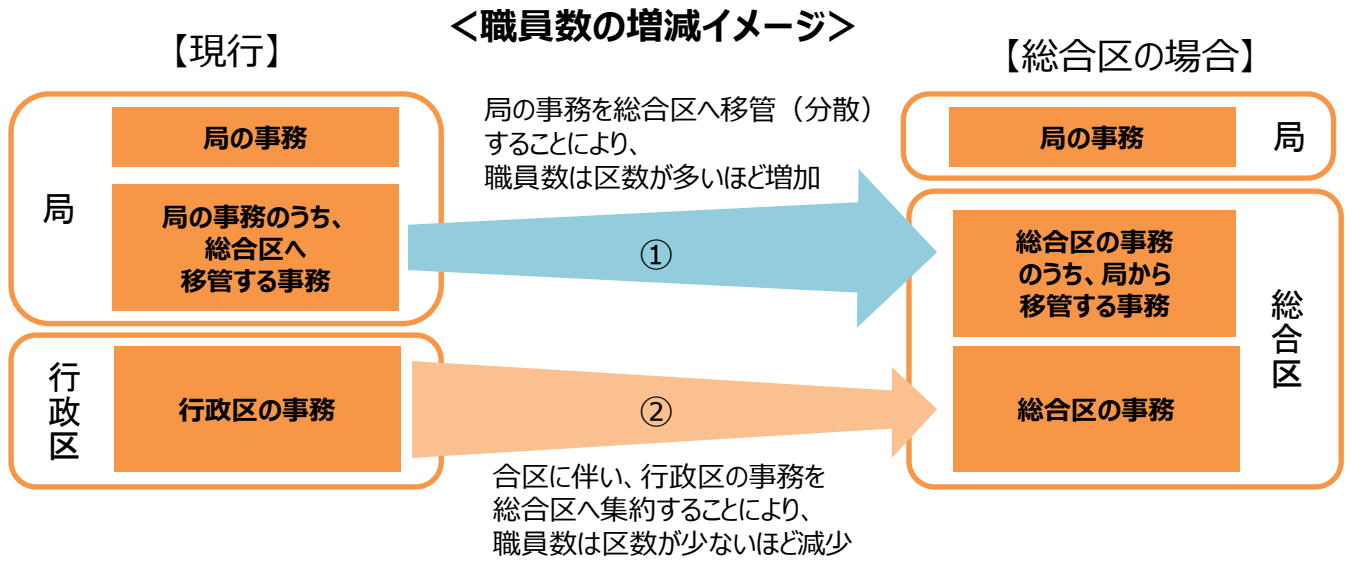 ＜職員数の増減イメージ＞
【現行】
【総合区の場合】
局の事務を総合区へ移管（分散）
することにより、
職員数は区数が多いほど増加
局
局の事務
局の事務のうち、
総合区へ
移管する事務
①
局の事務
局
総合区の事務
のうち、局から
移管する事務
総合区
行政区
行政区の事務
②
総合区の事務
合区に伴い、行政区の事務を
総合区へ集約することにより、
職員数は区数が少ないほど減少